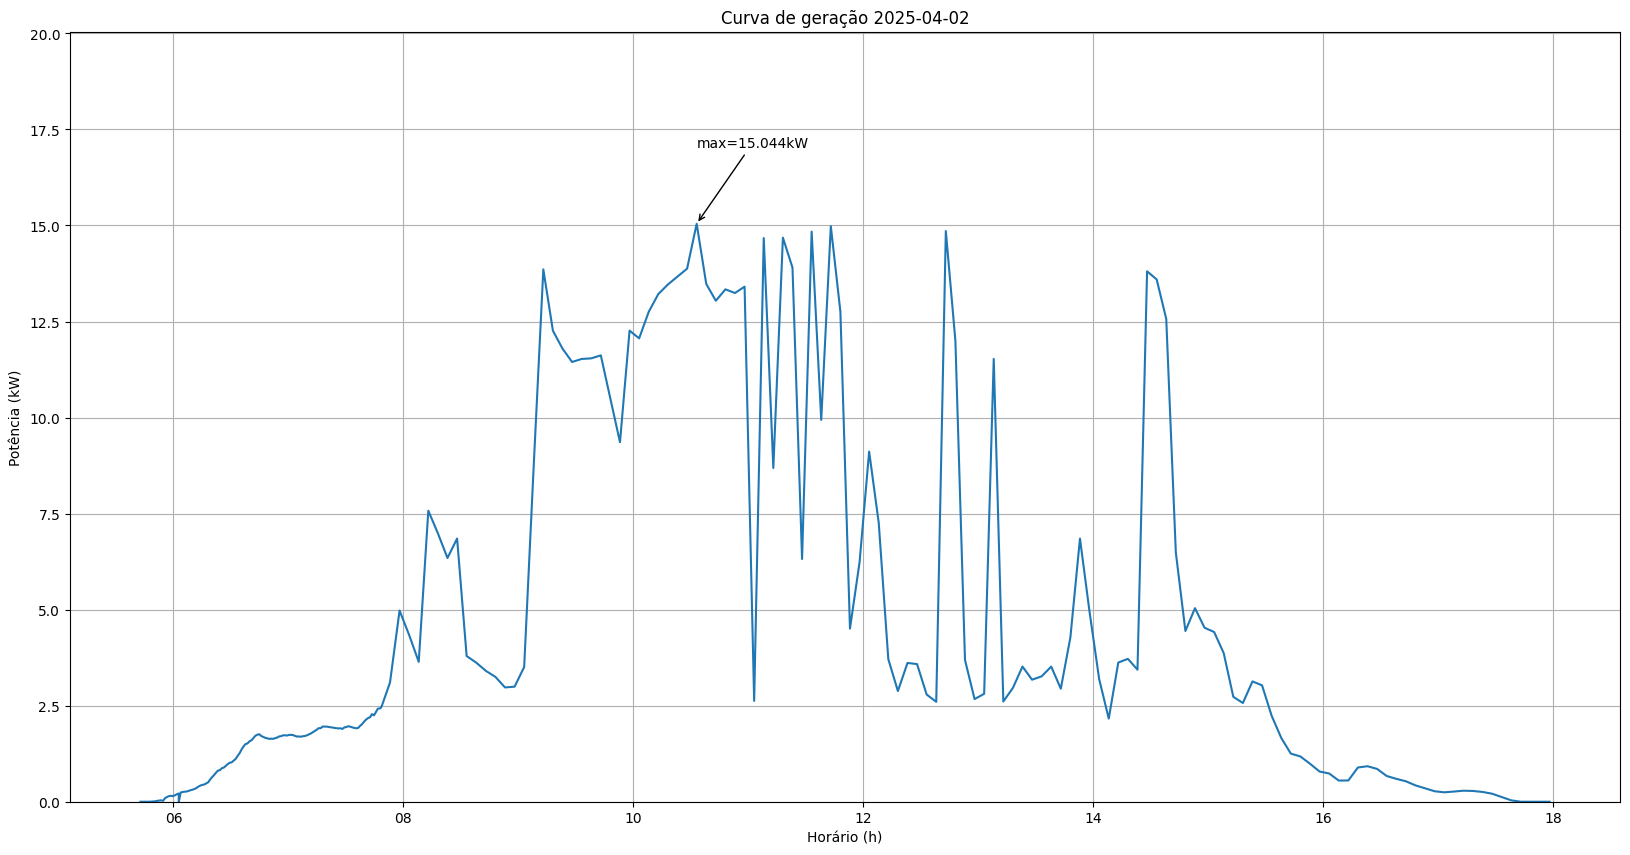 Curva de geração 2025-04-02
20.0
17.5
max=15.044kW
15.0
12.5
10.0
Potência (kW)
7.5
5.0
2.5
0.0
06 08 10 12 14 16 18
Horário (h)